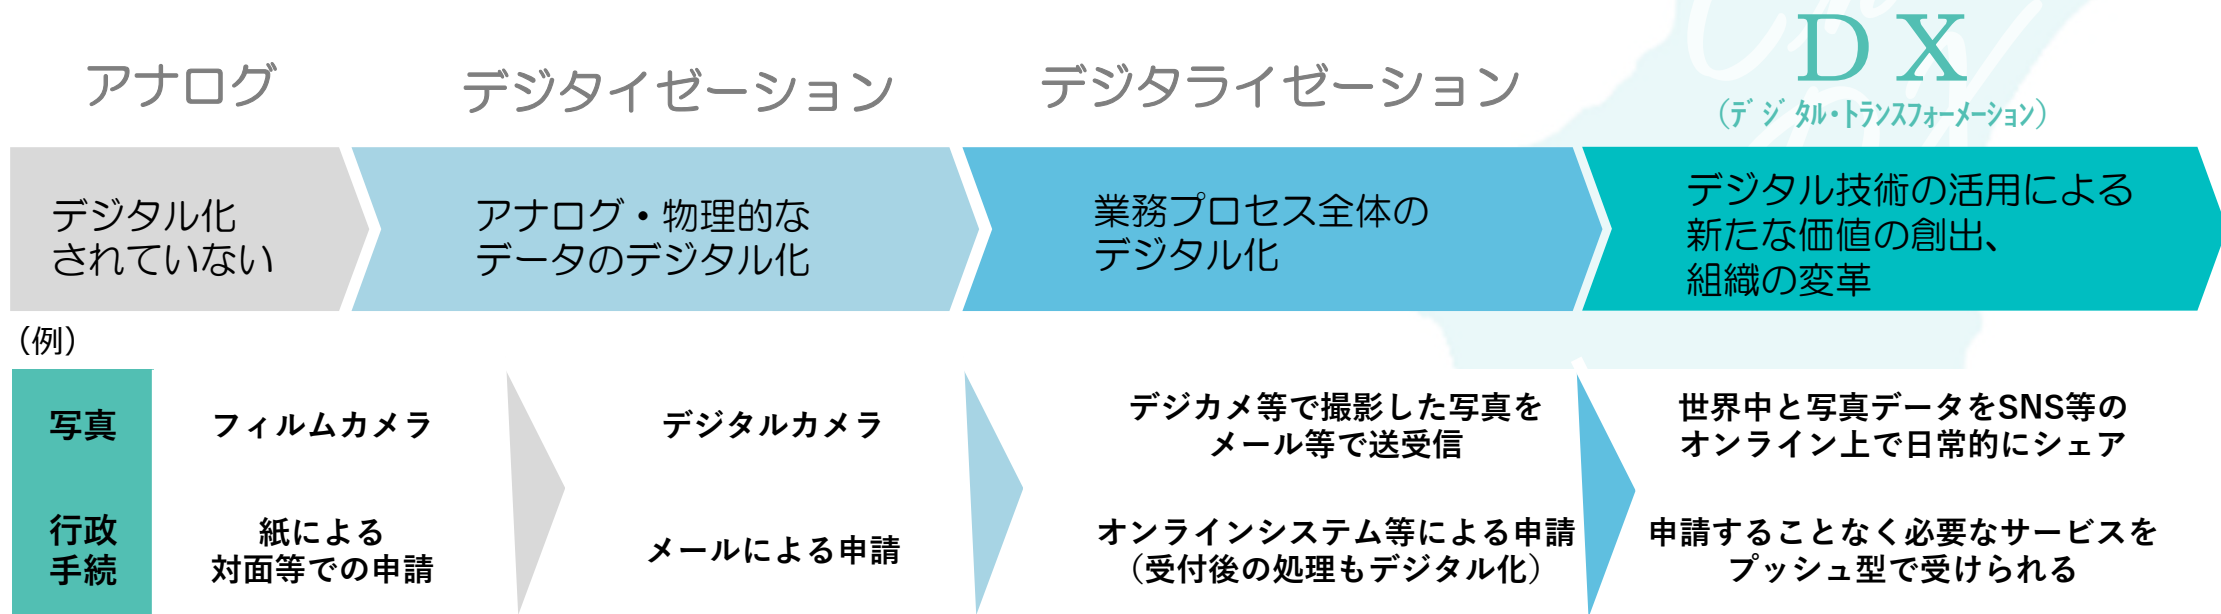 アナログ
デジタイゼーション
デジタライゼーション
DX
（デジタル・トランスフォーメーション）
デジタル化
されていない
アナログ・物理的な
データのデジタル化
業務プロセス全体の
デジタル化
デジタル技術の活用による
新たな価値の創出、
組織の変革
（例）
写真
フィルムカメラ
デジタルカメラ
デジカメ等で撮影した写真を
メール等で送受信
世界中と写真データをSNS等の
オンライン上で日常的にシェア
行政
手続
紙による
対面等での申請
メールによる申請
オンラインシステム等による申請
（受付後の処理もデジタル化）
申請することなく必要なサービスを
プッシュ型で受けられる